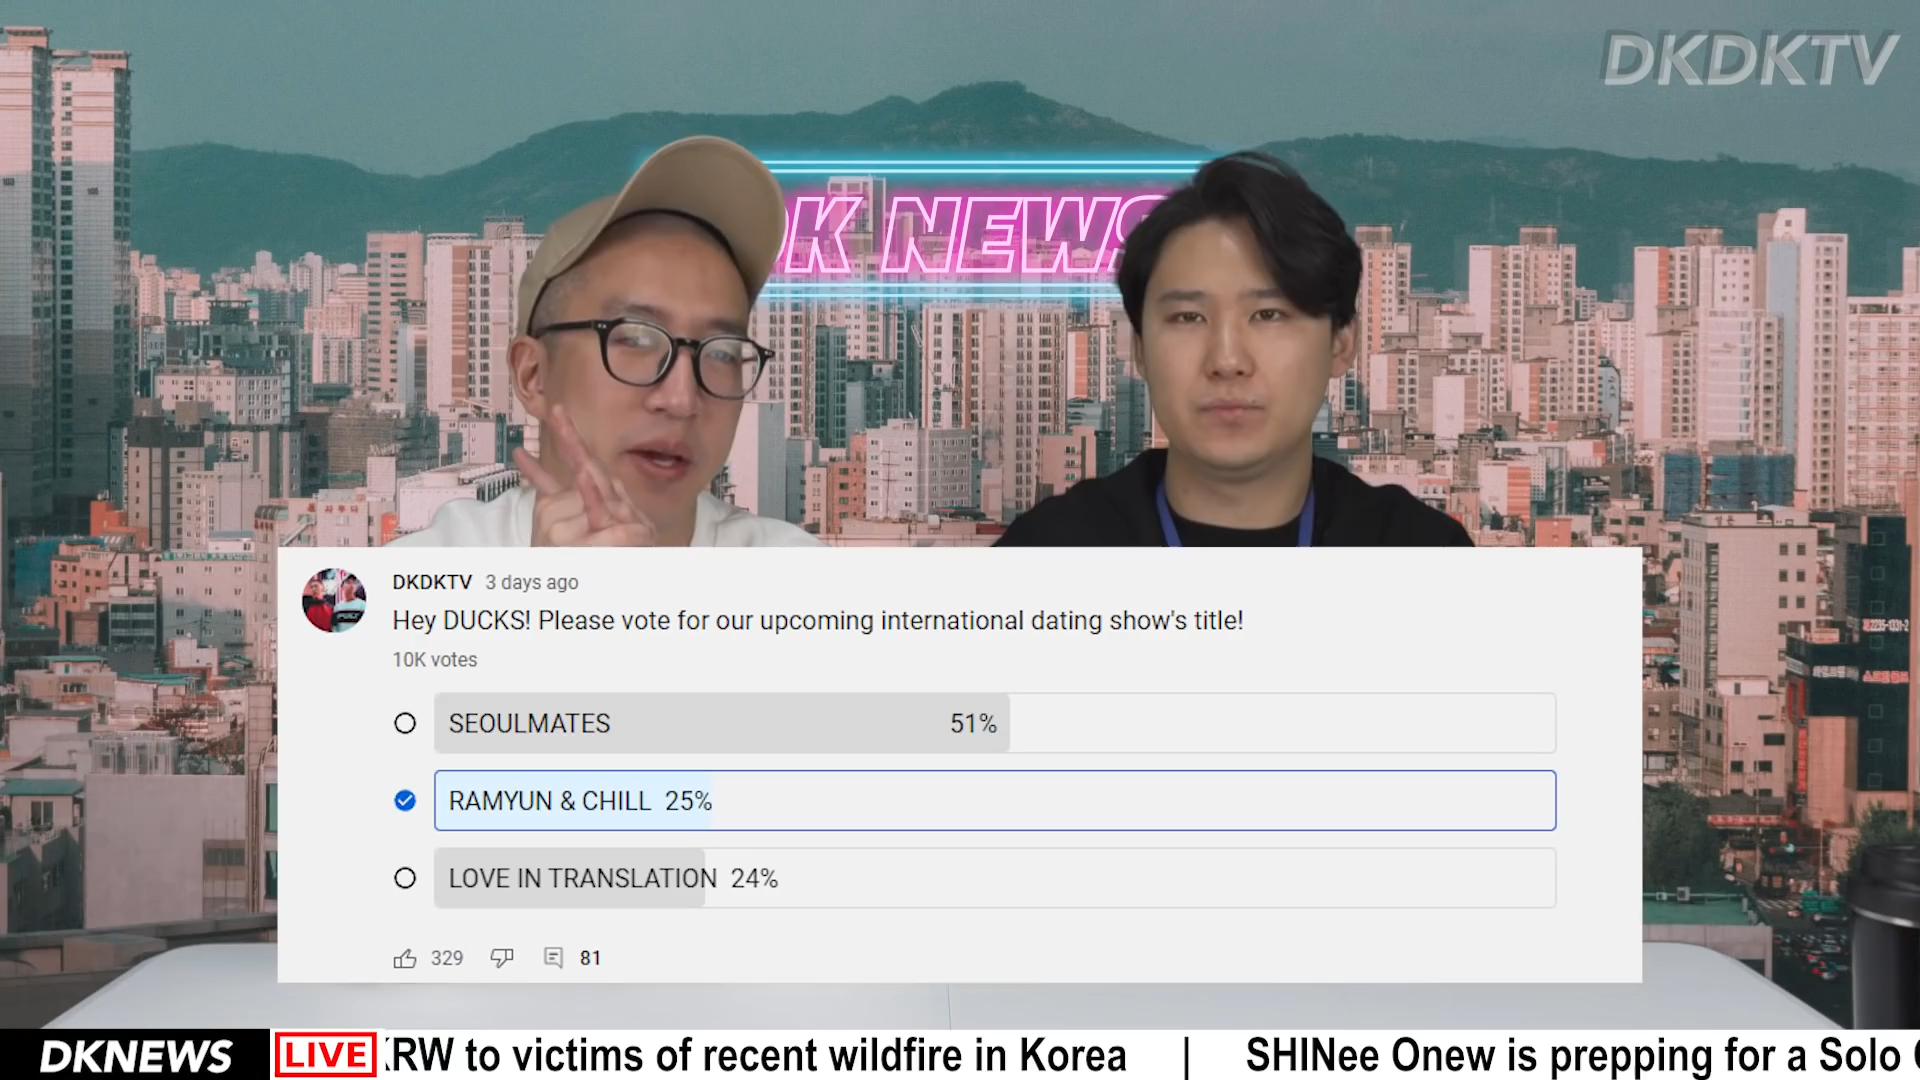 DKDKTV
DK NEWS
DKDKTV 3 days ago
Hey DUCKS! Please vote for our upcoming international dating show's title!
10K votes
SEOULMATES 51%
RAMYUN & CHILL 25%
LOVE IN TRANSLATION 24%
329 81
DKNEWS LIVE KRW to victims of recent wildfire in Korea | SHINee Onew is prepping for a Solo